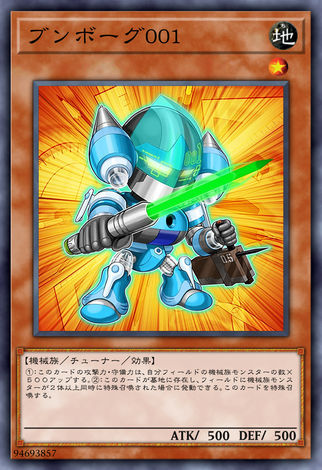 ブンボーグ001
地
【機械族／チューナー／効果】
①：このカードの攻撃力・守備力は、自分フィールドの機械族モンスターの数×
５００アップする。②：このカードが墓地に存在し、フィールドに機械族モンス
ターが２体以上同時に特殊召喚された場合に発動できる。このカードを特殊召
喚する。
ATK/ 500 DEF/ 500
94693857